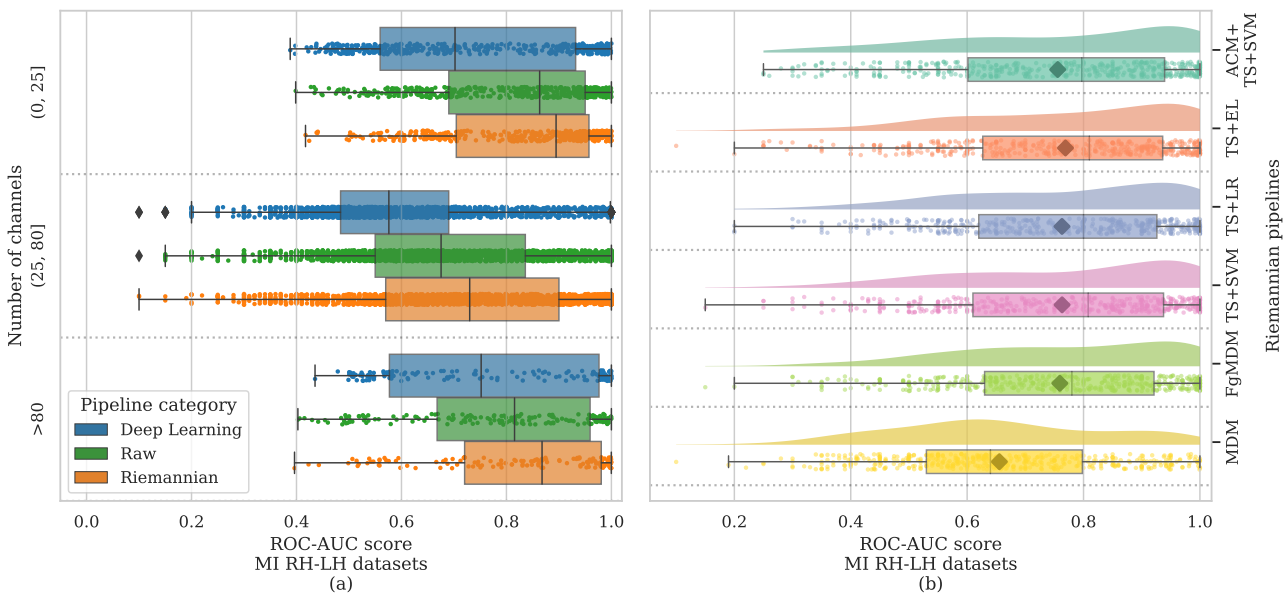 Number of channels
(0, 25]
(25, 80]
>80
Pipeline category
Deep Learning
Raw
Riemannian
0.0 0.2 0.4 0.6 0.8 1.0
ROC-AUC score
MI RH-LH datasets
(a)
ACM+
TS+SVM
TS+EL
TS+LR
TS+SVM
FgMDM
MDM
Riemannian pipelines
0.2 0.4 0.6 0.8 1.0
ROC-AUC score
MI RH-LH datasets
(b)